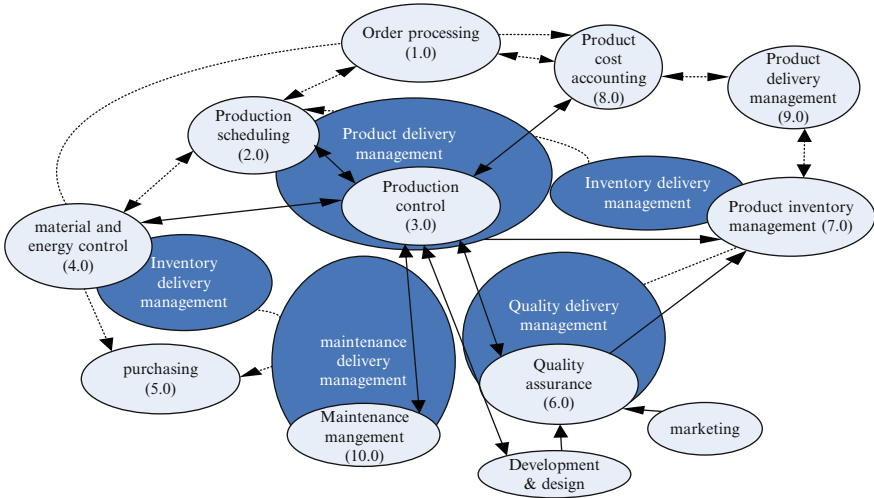 Order processing
(1.0)
Product
cost
accounting
(8.0)
Product
delivery
management
(9.0)
Production
scheduling
(2.0)
Product delivery
management
Production
control
(3.0)
Inventory delivery
management
Product inventory
management (7.0)
material and
energy control
(4.0)
Inventory
delivery
management
Quality delivery
management
maintenance
delivery
management
purchasing
(5.0)
Quality
assurance
(6.0)
Maintenance
mangement
(10.0)
marketing
Development
& design